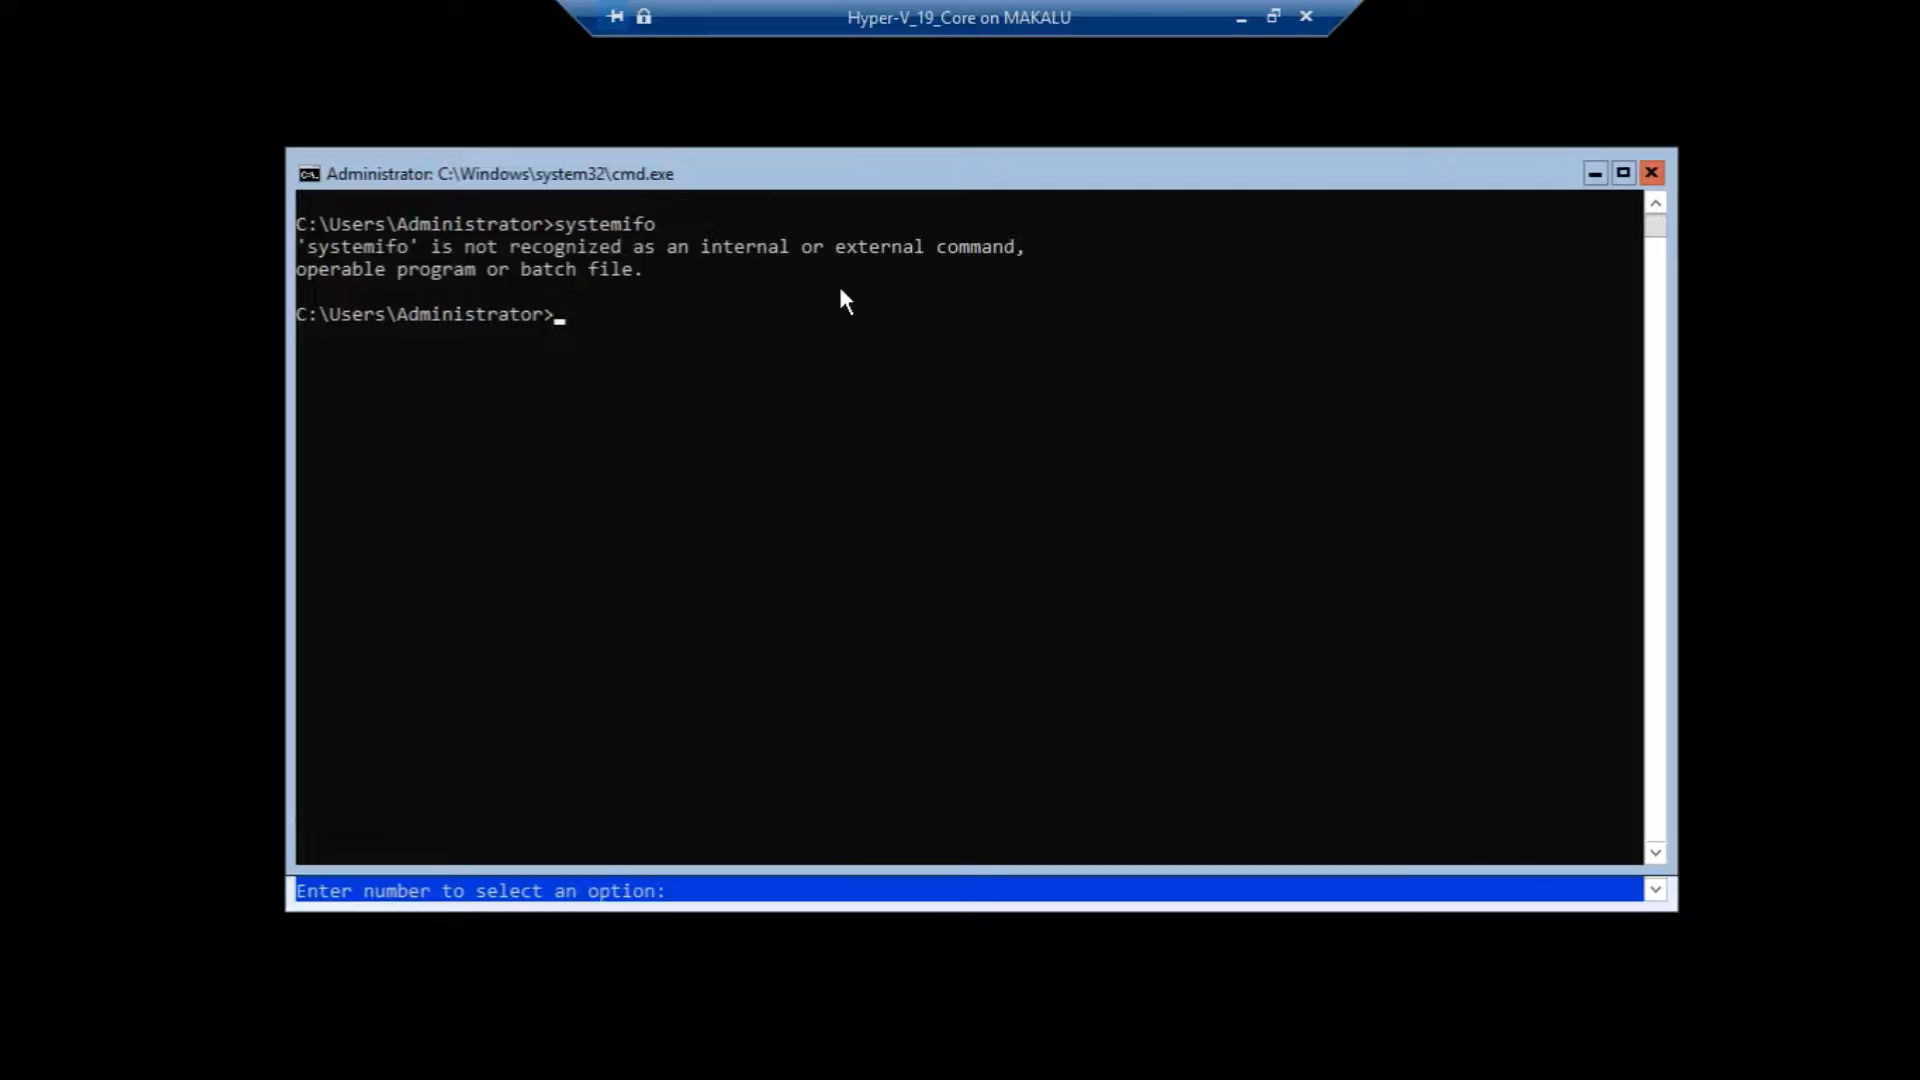 Hyper-V_19_Core on MAKALU
Administrator: C:\Windows\system32\cmd.exe
C:\Users\Administrator>systemifo
'systemifo' is not recognized as an internal or external command,
operable program or batch file.
C:\Users\Administrator>
Enter number to select an option: